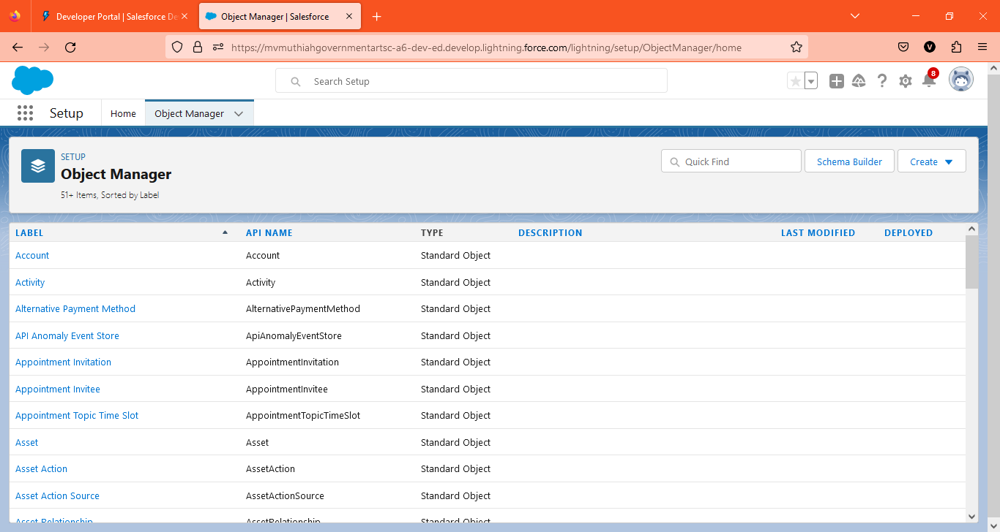 Developer Portal | Salesforce De
Object Manager | Salesforce
https://mvmuthiahgovernmentartsc-a6-dev-ed.develop.lightning.force.com/lightning/setup/ObjectManager/home
V
Search Setup
8
Setup
Home
Object Manager
SETUP
Object Manager
51+ Items, Sorted by Label
Quick Find
Schema Builder
Create
LABEL API NAME TYPE DESCRIPTION LAST MODIFIED DEPLOYED
Account Account Standard Object
Activity Activity Standard Object
Alternative Payment Method AlternativePaymentMethod Standard Object
API Anomaly Event Store ApiAnomalyEventStore Standard Object
Appointment Invitation AppointmentInvitation Standard Object
Appointment Invitee AppointmentInvitee Standard Object
Appointment Topic Time Slot AppointmentTopicTimeSlot Standard Object
Asset Asset Standard Object
Asset Action AssetAction Standard Object
Asset Action Source AssetActionSource Standard Object
Asset Relationship AssetRelationship Standard Object